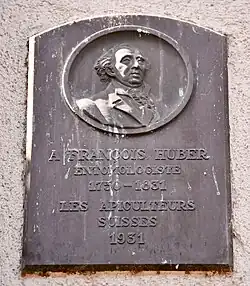 A FRANÇOIS HUBER
ENTOMOLOGISTE
1750-1831
LES APICULTEURS
SUISSES
1931